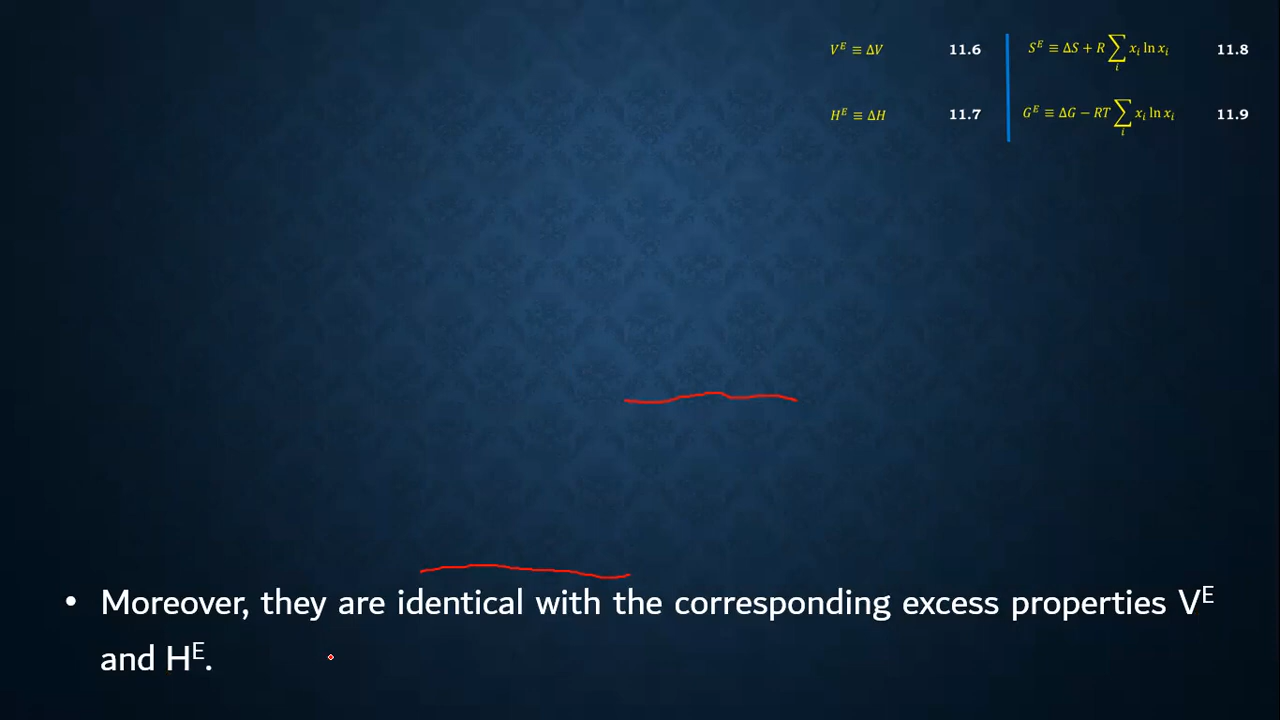 V^E ≡ ΔV 11.6 S^E ≡ ΔS + R ∑_i x_i ln x_i 11.8
H^E ≡ ΔH 11.7 G^E ≡ ΔG − RT ∑_i x_i ln x_i 11.9
• Moreover, they are identical with the corresponding excess properties V^E
and H^E.